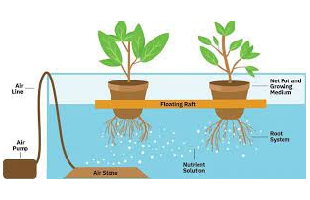 Air
Line
Net Pot and
Growing
Medium
Floating Raft
Air
Pump
Root
System
Nutrient
Solution
Air Stone